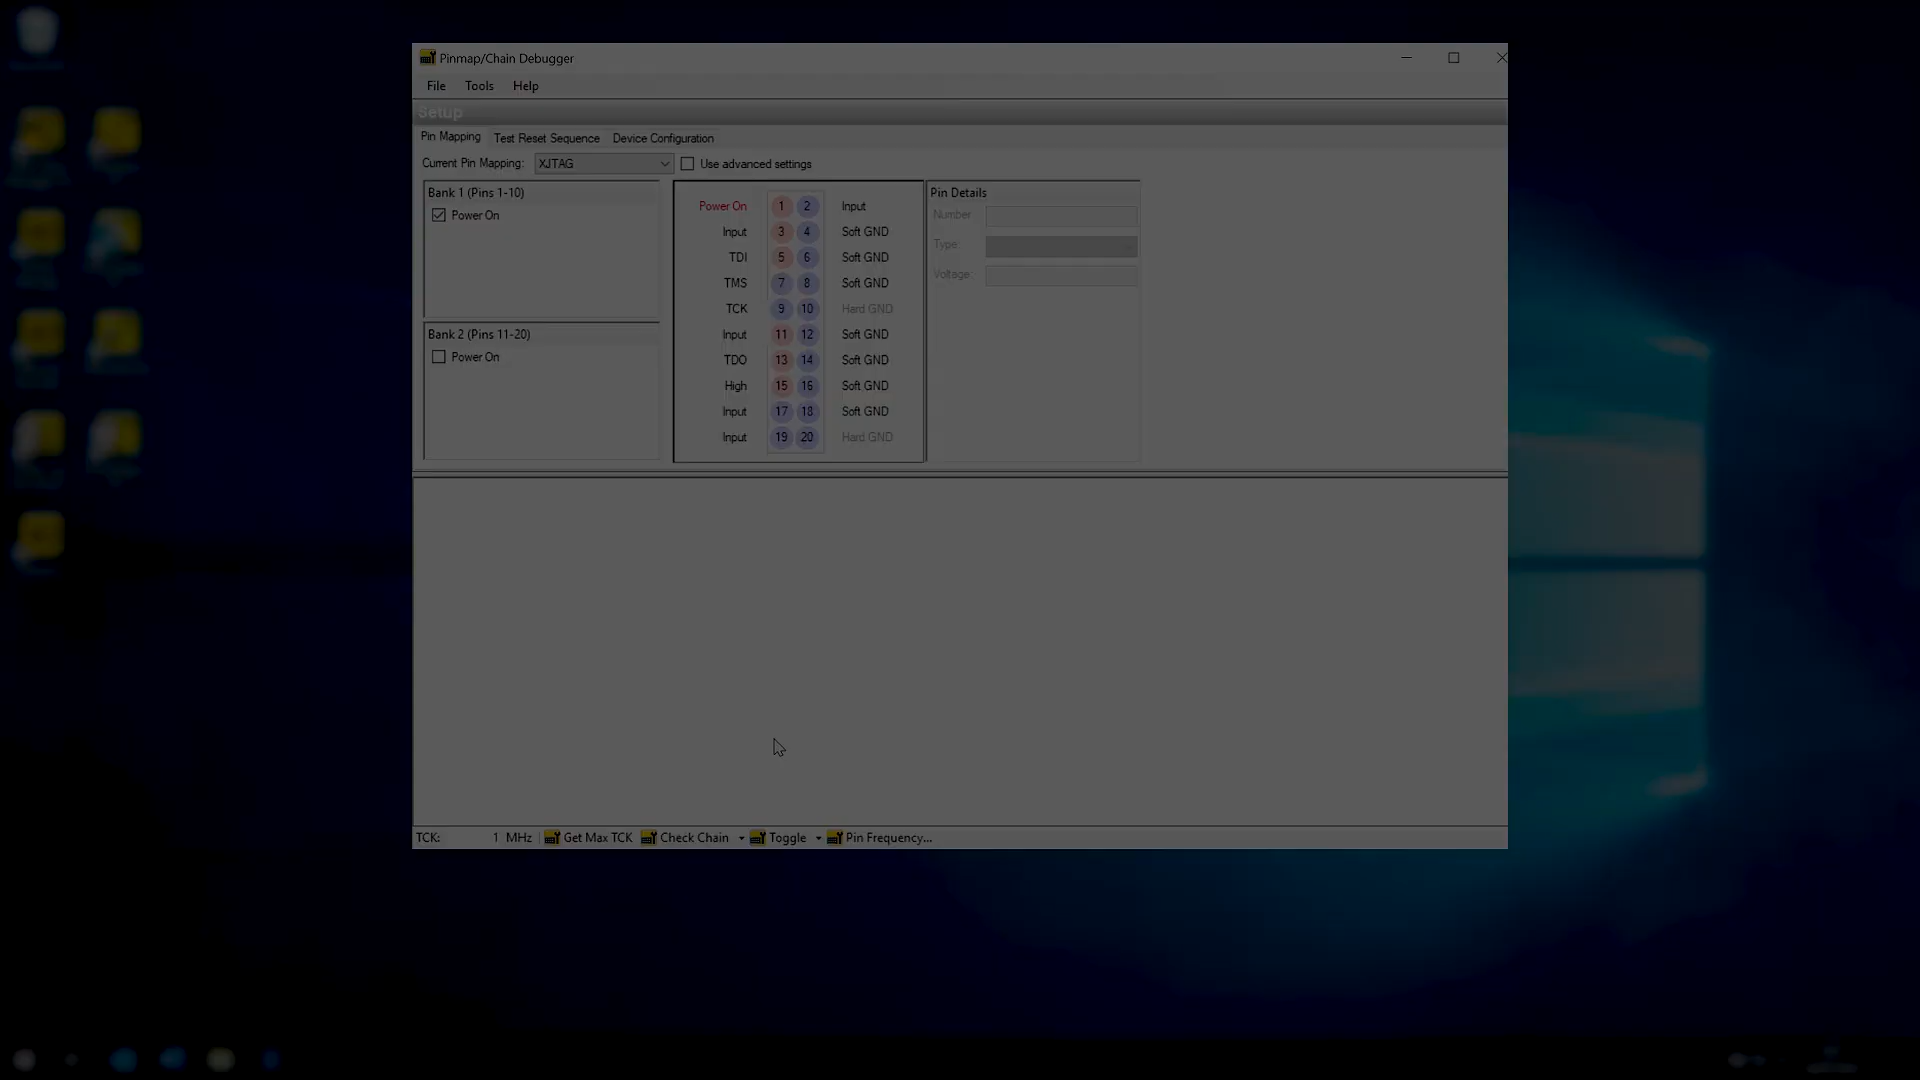 Pinmap/Chain Debugger
File Tools Help
Setup
Pin Mapping Test Reset Sequence Device Configuration
Current Pin Mapping: XJTAG Use advanced settings
Bank 1 (Pins 1-10)
Power On
Bank 2 (Pins 11-20)
Power On
Power On 1 2 Input
Input 3 4 Soft GND
TDI 5 6 Soft GND
TMS 7 8 Soft GND
TCK 9 10 Hard GND
Input 11 12 Soft GND
TDO 13 14 Soft GND
High 15 16 Soft GND
Input 17 18 Soft GND
Input 19 20 Hard GND
Pin Details
Number
Type:
Voltage:
TCK: 1 MHz Get Max TCK Check Chain Toggle Pin Frequency...